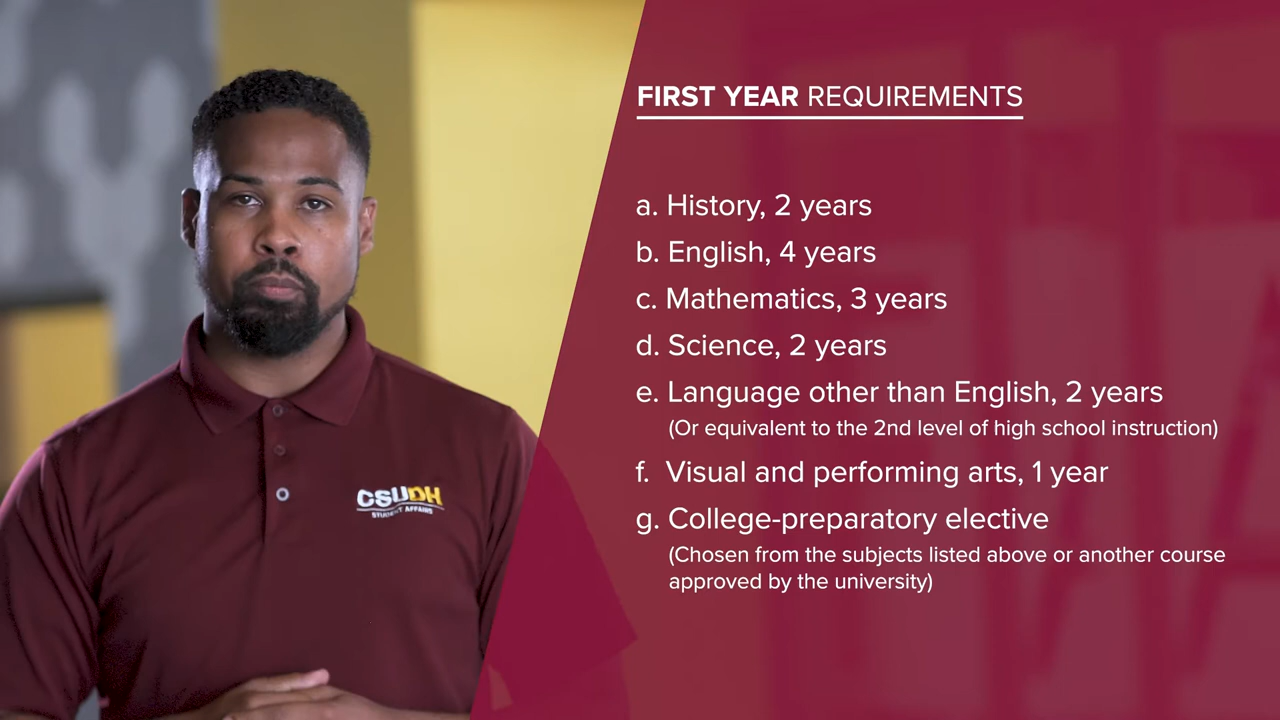 FIRST YEAR REQUIREMENTS
a. History, 2 years
b. English, 4 years
c. Mathematics, 3 years
d. Science, 2 years
e. Language other than English, 2 years
(Or equivalent to the 2nd level of high school instruction)
f. Visual and performing arts, 1 year
g. College-preparatory elective
(Chosen from the subjects listed above or another course
approved by the university)
CSUDH
STUDENT AFFAIRS